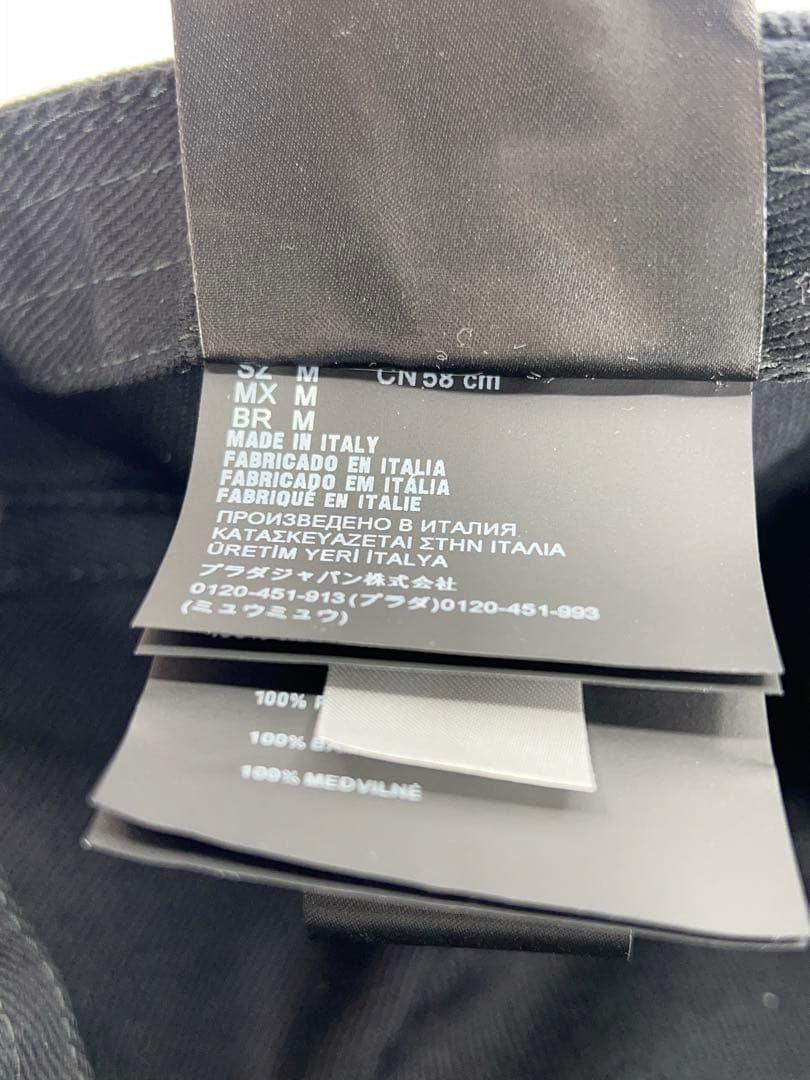 SZ M CN 58 cm
MX M
BR M
MADE IN ITALY
FABRICADO EN ITALIA
FABRICADO EM ITÁLIA
FABRIQUÉ EN ITALIE
ПРОИЗВЕДЕНО В ИТАЛИЯ
ΚΑΤΑΣΚΕΥΑΖΕΤΑΙ ΣΤΗΝ ΙΤΑΛΙΑ
ÜRETİM YERİ İTALYA
プラダジャパン株式会社
0120-451-913(プラダ)0120-451-993
(ミュウミュウ)
100%
100%
100% MEDVILNĖ